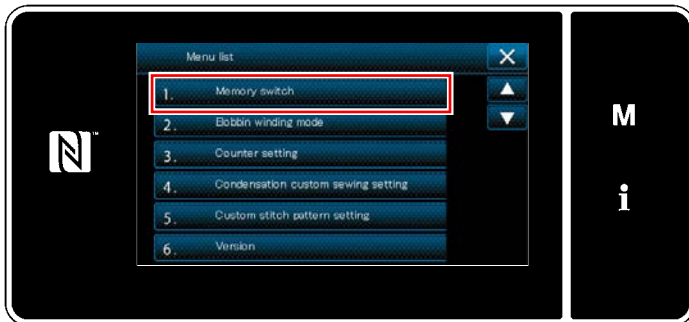 Menu list
1. Memory switch
2. Bobbin winding mode
3. Counter setting
4. Condensation custom sewing setting
5. Custom stitch pattern setting
6. Version
M
i